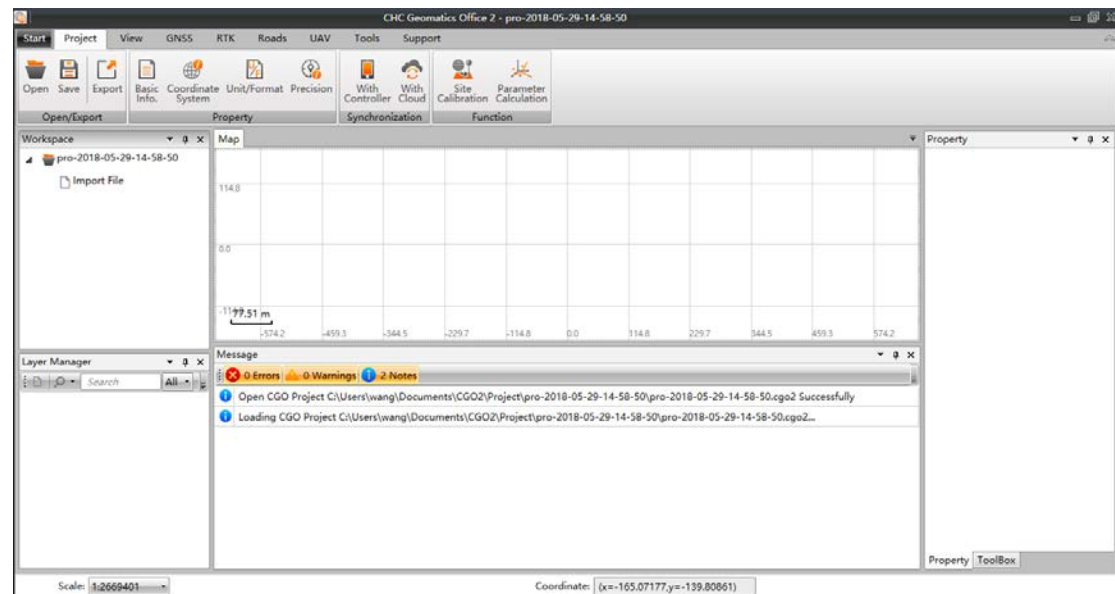 CHC Geomatics Office 2 - pro-2018-05-29-14-58-50
Start Project View GNSS RTK Roads UAV Tools Support
Open Save Export Basic Info. Coordinate System Unit/Format Precision With Controller With Cloud Site Calibration Parameter Calculation
Open/Export Property Synchronization Function
Workspace
pro-2018-05-29-14-58-50
Import File
Map
114.8
0.0
77.51 m
-574.2 -459.3 -344.5 -229.7 -114.8 0.0 114.8 229.7 344.5 459.3 574.2
Property
Layer Manager
Search All
Message
0 Errors 0 Warnings 2 Notes
Open CGO Project C:\Users\wang\Documents\CGO2\Project\pro-2018-05-29-14-58-50\pro-2018-05-29-14-58-50.cgo2 Successfully
Loading CGO Project C:\Users\wang\Documents\CGO2\Project\pro-2018-05-29-14-58-50\pro-2018-05-29-14-58-50.cgo2...
Property ToolBox
Scale: 1:2669401
Coordinate: (x=-165.07177,y=-139.80861)